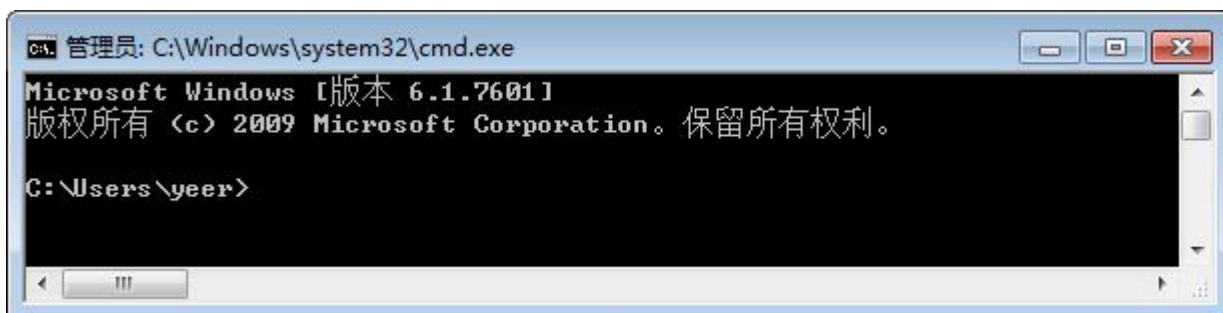 管理员: C:\Windows\system32\cmd.exe
Microsoft Windows [版本 6.1.7601]
版权所有 (c) 2009 Microsoft Corporation。保留所有权利。
C:\Users\yeer>